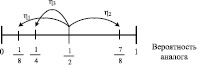 η₃
η₁ η₂
0 1/8 1/4 1/2 7/8 1
Вероятность
аналога